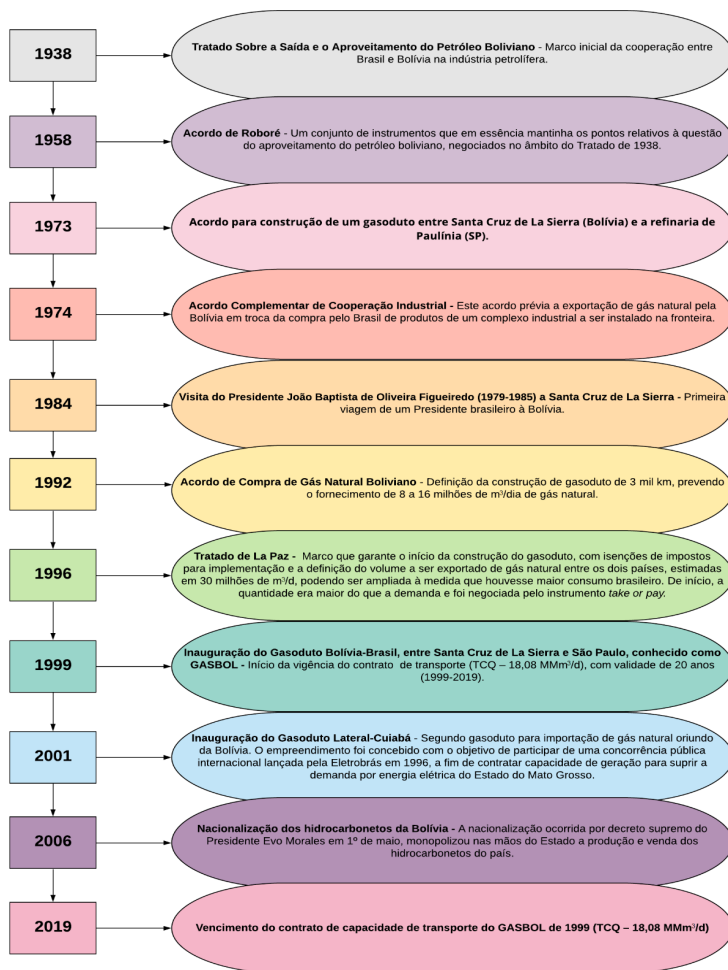 1938
Tratado Sobre a Saída e o Aproveitamento do Petróleo Boliviano - Marco inicial da cooperação entre
Brasil e Bolívia na indústria petrolífera.
1958
Acordo de Roboré - Um conjunto de instrumentos que em essência mantinha os pontos relativos à questão
do aproveitamento do petróleo boliviano, negociados no âmbito do Tratado de 1938.
1973
Acordo para construção de um gasoduto entre Santa Cruz de La Sierra (Bolívia) e a refinaria de
Paulínia (SP).
1974
Acordo Complementar de Cooperação Industrial - Este acordo prévia a exportação de gás natural pela
Bolívia em troca da compra pelo Brasil de produtos de um complexo industrial a ser instalado na fronteira.
1984
Visita do Presidente João Baptista de Oliveira Figueiredo (1979-1985) a Santa Cruz de La Sierra - Primeira
viagem de um Presidente brasileiro à Bolívia.
1992
Acordo de Compra de Gás Natural Boliviano - Definição da construção de gasoduto de 3 mil km, prevendo
o fornecimento de 8 a 16 milhões de m³/dia de gás natural.
1996
Tratado de La Paz - Marco que garante o início da construção do gasoduto, com isenções de impostos
para implementação e a definição do volume a ser exportado de gás natural entre os dois países, estimadas
em 30 milhões de m³/d, podendo ser ampliada à medida que houvesse maior consumo brasileiro. De início, a
quantidade era maior do que a demanda e foi negociada pelo instrumento take or pay.
1999
Inauguração do Gasoduto Bolívia-Brasil, entre Santa Cruz de La Sierra e São Paulo, conhecido como
GASBOL - Início da vigência do contrato de transporte (TCQ – 18,08 MMm³/d), com validade de 20 anos
(1999-2019).
2001
Inauguração do Gasoduto Lateral-Cuiabá - Segundo gasoduto para importação de gás natural oriundo
da Bolívia. O empreendimento foi concebido com o objetivo de participar de uma concorrência pública
internacional lançada pela Eletrobrás em 1996, a fim de contratar capacidade de geração para suprir a
demanda por energia elétrica do Estado do Mato Grosso.
2006
Nacionalização dos hidrocarbonetos da Bolívia - A nacionalização ocorrida por decreto supremo do
Presidente Evo Morales em 1º de maio, monopolizou nas mãos do Estado a produção e venda dos
hidrocarbonetos do país.
2019
Vencimento do contrato de capacidade de transporte do GASBOL de 1999 (TCQ – 18,08 MMm³/d)